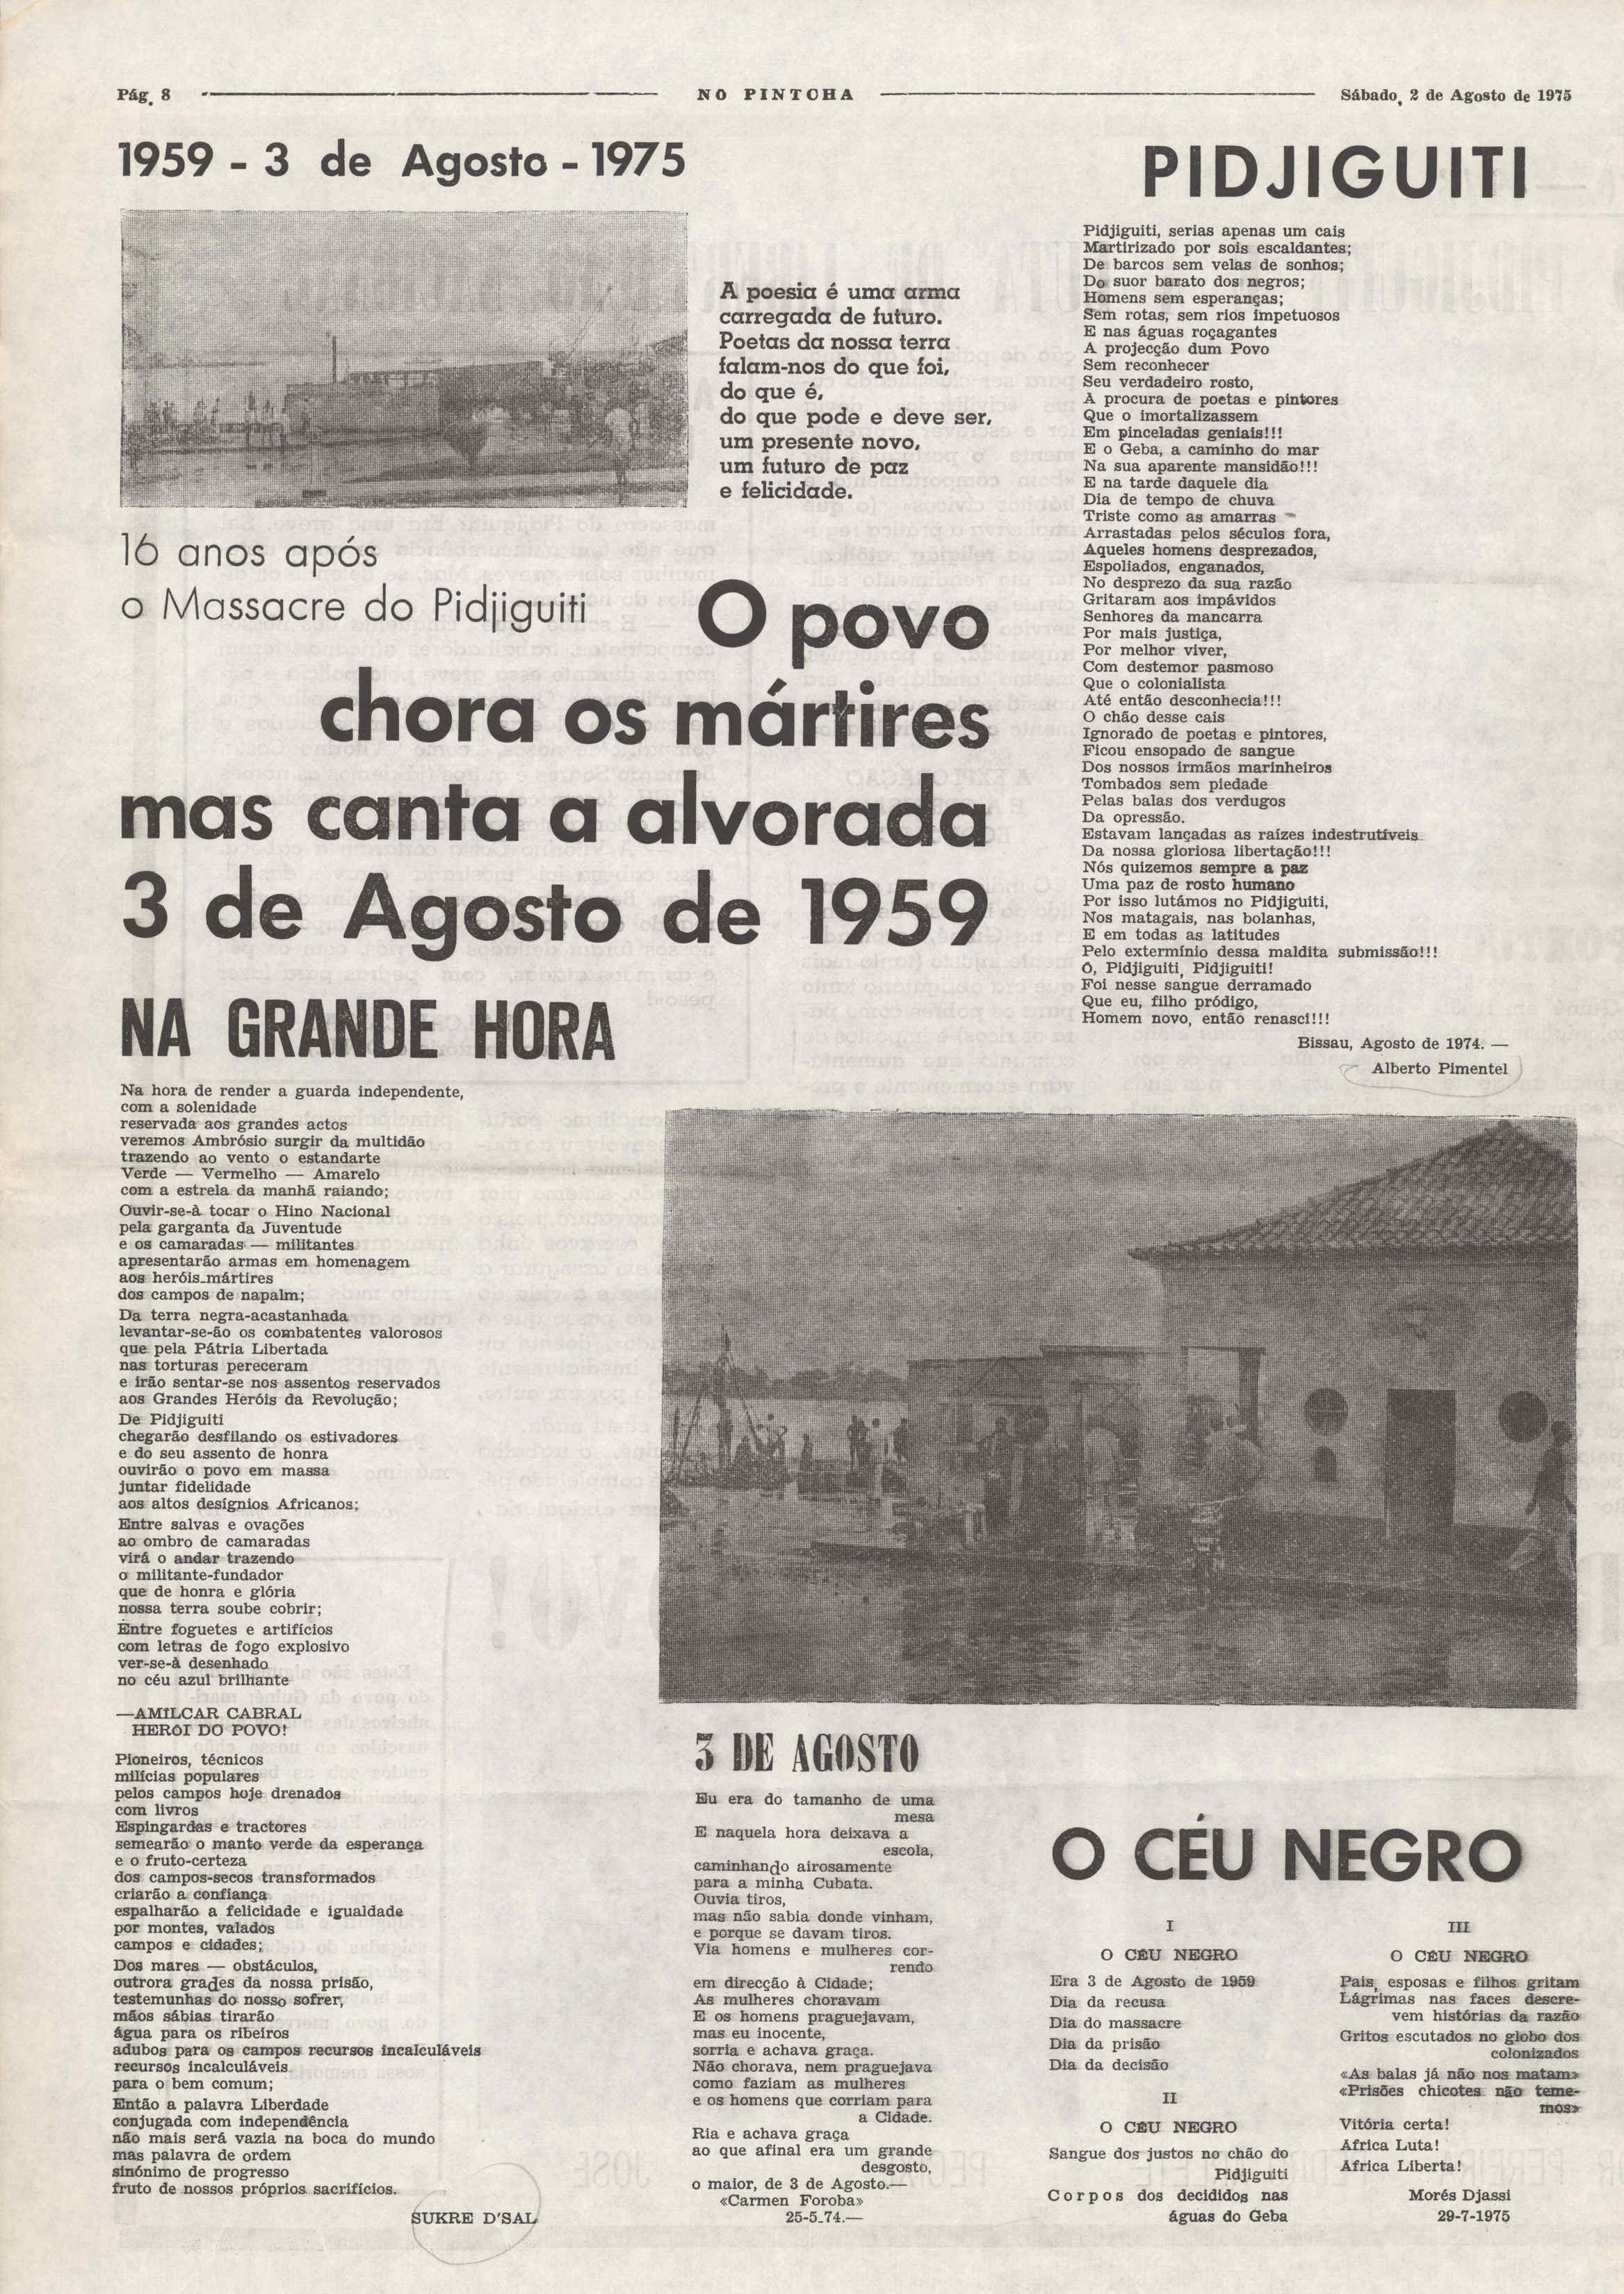 Pág. 8
NO PINTCHA
Sábado, 2 de Agosto de 1975
1959 - 3 de Agosto - 1975
A poesia é uma arma
carregada de futuro.
Poetas da nossa terra
falam-nos do que foi,
do que é,
do que pode e deve ser,
um presente novo,
um futuro de paz
e felicidade.
16 anos após
o Massacre do Pidjiguiti
O povo
chora os mártires
mas canta a alvorada
3 de Agosto de 1959
NA GRANDE HORA
Na hora de render a guarda independente,
com a solenidade
reservada aos grandes actos
veremos Ambrósio surgir da multidão
trazendo ao vento o estandarte
Verde — Vermelho — Amarelo
com a estrela da manhã raiando;
Ouvir-se-à tocar o Hino Nacional
pela garganta da Juventude
e os camaradas — militantes
apresentarão armas em homenagem
aos heróis-mártires
dos campos de napalm;
Da terra negra-acastanhada
levantar-se-ão os combatentes valorosos
que pela Pátria Libertada
nas torturas pereceram
e irão sentar-se nos assentos reservados
aos Grandes Heróis da Revolução;
De Pidjiguiti
chegarão desfilando os estivadores
e do seu assento de honra
ouvirão o povo em massa
juntar fidelidade
aos altos desígnios Africanos;
Entre salvas e ovações
ao ombro de camaradas
virá o andar trazendo
o militante-fundador
que de honra e glória
nossa terra soube cobrir;
Entre foguetes e artifícios
com letras de fogo explosivo
ver-se-à desenhado
no céu azul brilhante
—AMÍLCAR CABRAL
HERÓI DO POVO!
Pioneiros, técnicos
milícias populares
pelos campos hoje drenados
com livros
Espingardas e tractores
semearão o manto verde da esperança
e o fruto-certeza
dos campos-secos transformados
criarão a confiança
espalharão a felicidade e igualdade
por montes, valados
campos e cidades;
Dos mares — obstáculos,
outrora grades da nossa prisão,
testemunhas do nosso sofrer,
mãos sábias tirarão
água para os ribeiros
adubos para os campos recursos incalculáveis
recursos incalculáveis
para o bem comum;
Então a palavra Liberdade
conjugada com independência
não mais será vazia na boca do mundo
mas palavra de ordem
sinónimo de progresso
fruto de nossos próprios sacrifícios.
SUKRE D'SAL
PIDJIGUITI
Pidjiguiti, serias apenas um cais
Martirizado por sois escaldantes;
De barcos sem velas de sonhos;
Do suor barato dos negros;
Homens sem esperanças;
Sem rotas, sem rios impetuosos
E nas águas roçagantes
A projecção dum Povo
Sem reconhecer
Seu verdadeiro rosto,
À procura de poetas e pintores
Que o imortalizassem
Em pinceladas geniais!!!
E o Geba, a caminho do mar
Na sua aparente mansidão!!!
E na tarde daquele dia
Dia de tempo de chuva
Triste como as amarras
Arrastadas pelos séculos fora,
Aqueles homens desprezados,
Espoliados, enganados,
No desprezo da sua razão
Gritaram aos impávidos
Senhores da mancarra
Por mais justiça,
Por melhor viver,
Com destemor pasmoso
Que o colonialista
Até então desconhecia!!!
O chão desse cais
Ignorado de poetas e pintores,
Ficou ensopado de sangue
Dos nossos irmãos marinheiros
Tombados sem piedade
Pelas balas dos verdugos
Da opressão.
Estavam lançadas as raízes indestrutíveis
Da nossa gloriosa libertação!!!
Nós quizemos sempre a paz
Uma paz de rosto humano
Por isso lutámos no Pidjiguiti,
Nos matagais, nas bolanhas,
E em todas as latitudes
Pelo extermínio dessa maldita submissão!!!
Ó, Pidjiguiti, Pidjiguiti!
Foi nesse sangue derramado
Que eu, filho pródigo,
Homem novo, então renasci!!!
Bissau, Agosto de 1974. —
Alberto Pimentel
3 DE AGOSTO
Eu era do tamanho de uma
mesa
E naquela hora deixava a
escola,
caminhando airosamente
para a minha Cubata.
Ouvia tiros,
mas não sabia donde vinham,
e porque se davam tiros.
Via homens e mulheres cor-
rendo
em direcção à Cidade;
As mulheres choravam
E os homens praguejavam,
mas eu inocente,
sorria e achava graça.
Não chorava, nem praguejava
como faziam as mulheres
e os homens que corriam para
a Cidade.
Ria e achava graça
ao que afinal era um grande
desgosto,
o maior, de 3 de Agosto.—
«Carmen Foroba»
25-5-74.—
O CÉU NEGRO
I
O CÉU NEGRO
Era 3 de Agosto de 1959
Dia da recusa
Dia do massacre
Dia da prisão
Dia da decisão
II
O CÉU NEGRO
Sangue dos justos no chão do
Pidjiguiti
Corpos dos decididos nas
águas do Geba
III
O CÉU NEGRO
Pais, esposas e filhos gritam
Lágrimas nas faces descre-
vem histórias da razão
Gritos escutados no globo dos
colonizados
«As balas já não nos matam»
«Prisões chicotes não teme-
mos»
Vitória certa!
África Luta!
África Liberta!
Morés Djassi
29-7-1975